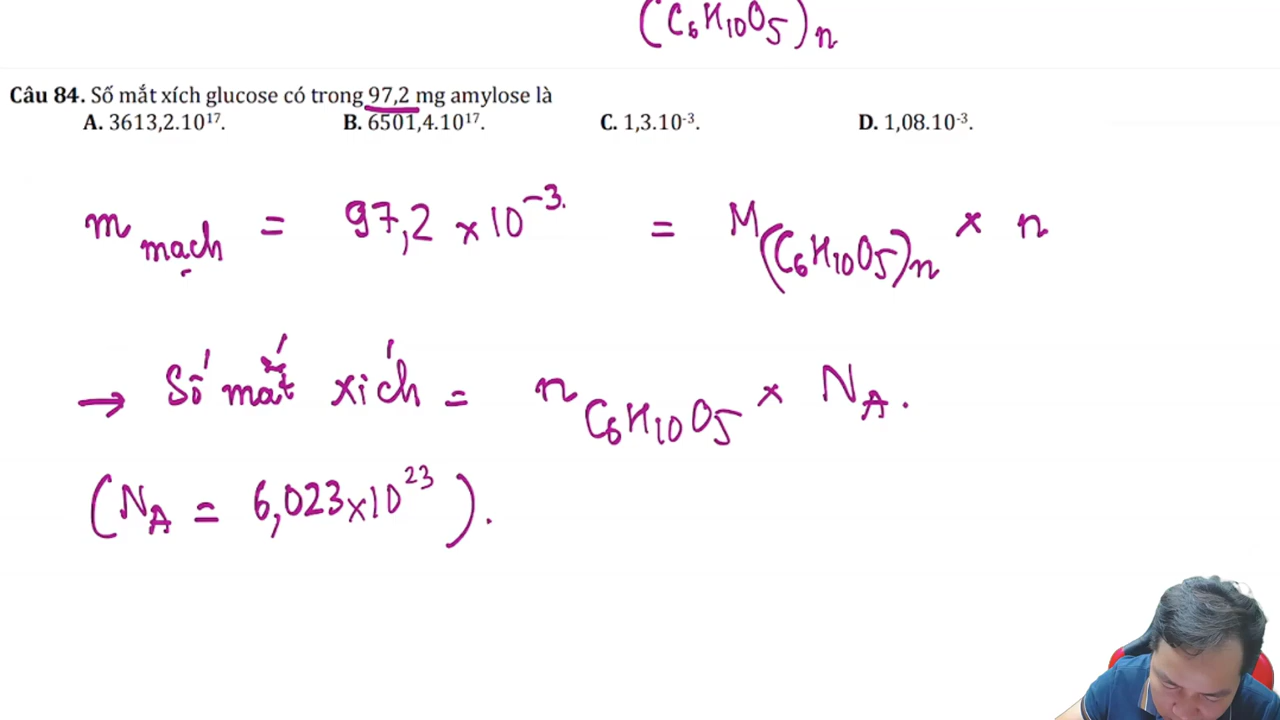 (C₆H₁₀O₅)ₙ
Câu 84. Số mắt xích glucose có trong 97,2 mg amylose là
A. 3613,2.10¹⁷. B. 6501,4.10¹⁷. C. 1,3.10⁻³. D. 1,08.10⁻³.
m mạch = 97,2 × 10⁻³ = M (C₆H₁₀O₅)ₙ × n
→ Số mắt xích = n C₆H₁₀O₅ × N_A.
(N_A = 6,023×10²³).